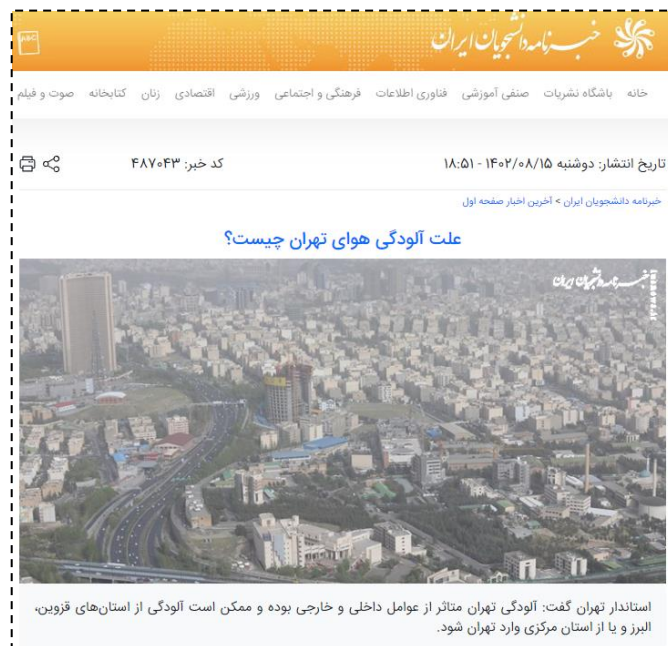 خبرنامه دانشجویان ایران
ABC
خانه باشگاه نشریات صنفی آموزشی فناوری اطلاعات فرهنگی و اجتماعی ورزشی اقتصادی زنان کتابخانه صوت و فیلم
تاریخ انتشار: دوشنبه ۱۴۰۲/۰۸/۱۵ - ۱۸:۵۱ کد خبر: ۴۸۷۰۴۳
خبرنامه دانشجویان ایران > آخرین اخبار صفحه اول
علت آلودگی هوای تهران چیست؟
خبرنامه دانشجویان ایران
استاندار تهران گفت: آلودگی تهران متاثر از عوامل داخلی و خارجی بوده و ممکن است آلودگی از استان‌های قزوین،
البرز و یا از استان مرکزی وارد تهران شود.